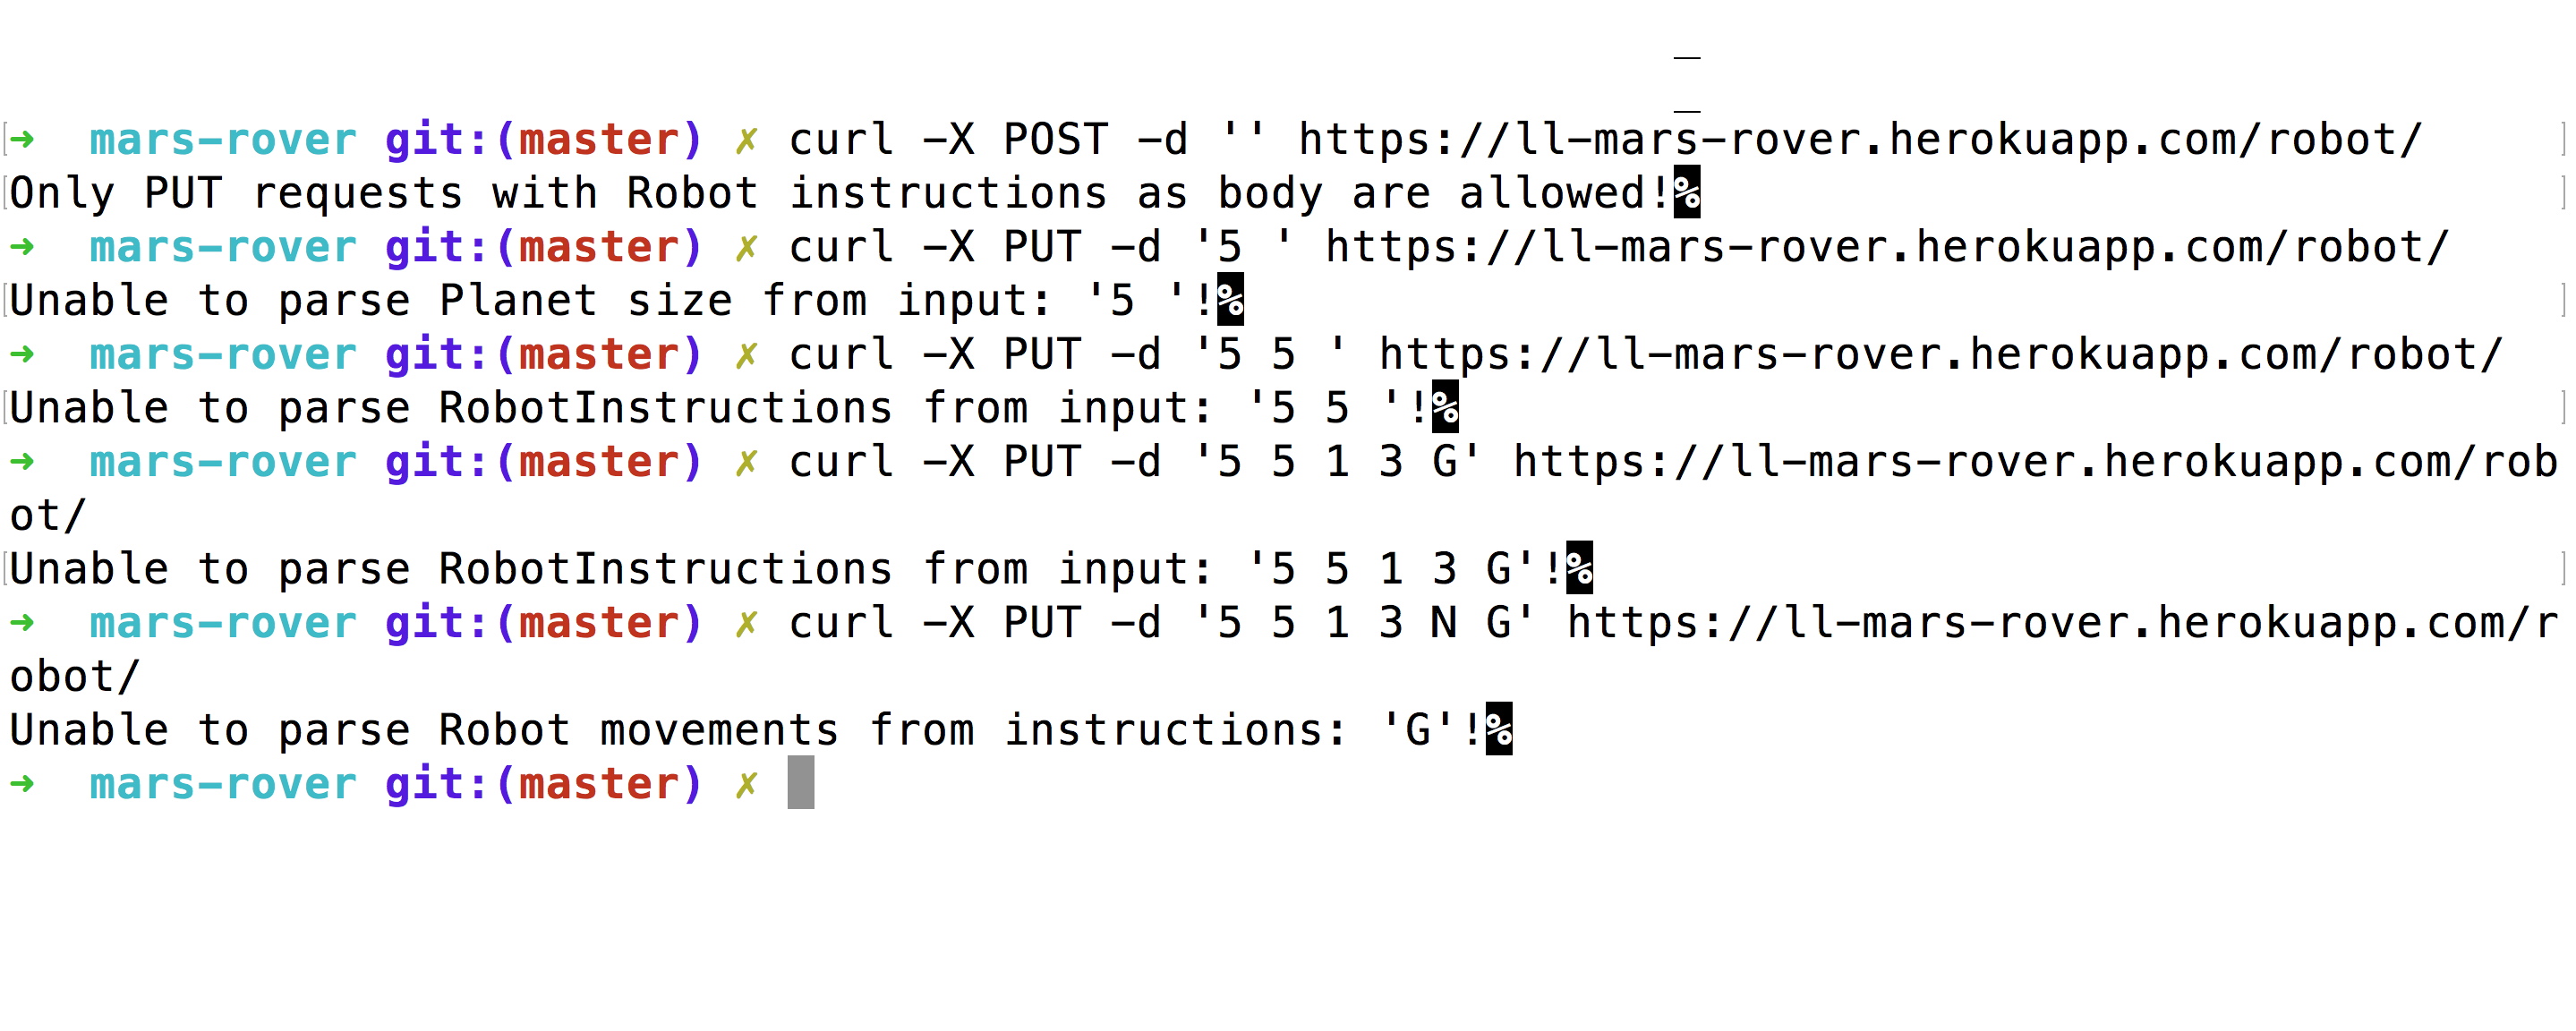 ➜  mars-rover git:(master) ✗ curl -X POST -d '' https://ll-mars-rover.herokuapp.com/robot/
Only PUT requests with Robot instructions as body are allowed!%
➜  mars-rover git:(master) ✗ curl -X PUT -d '5 ' https://ll-mars-rover.herokuapp.com/robot/
Unable to parse Planet size from input: '5 '!%
➜  mars-rover git:(master) ✗ curl -X PUT -d '5 5 ' https://ll-mars-rover.herokuapp.com/robot/
Unable to parse RobotInstructions from input: '5 5 '!%
➜  mars-rover git:(master) ✗ curl -X PUT -d '5 5 1 3 G' https://ll-mars-rover.herokuapp.com/rob
ot/
Unable to parse RobotInstructions from input: '5 5 1 3 G'!%
➜  mars-rover git:(master) ✗ curl -X PUT -d '5 5 1 3 N G' https://ll-mars-rover.herokuapp.com/r
obot/
Unable to parse Robot movements from instructions: 'G'!%
➜  mars-rover git:(master) ✗